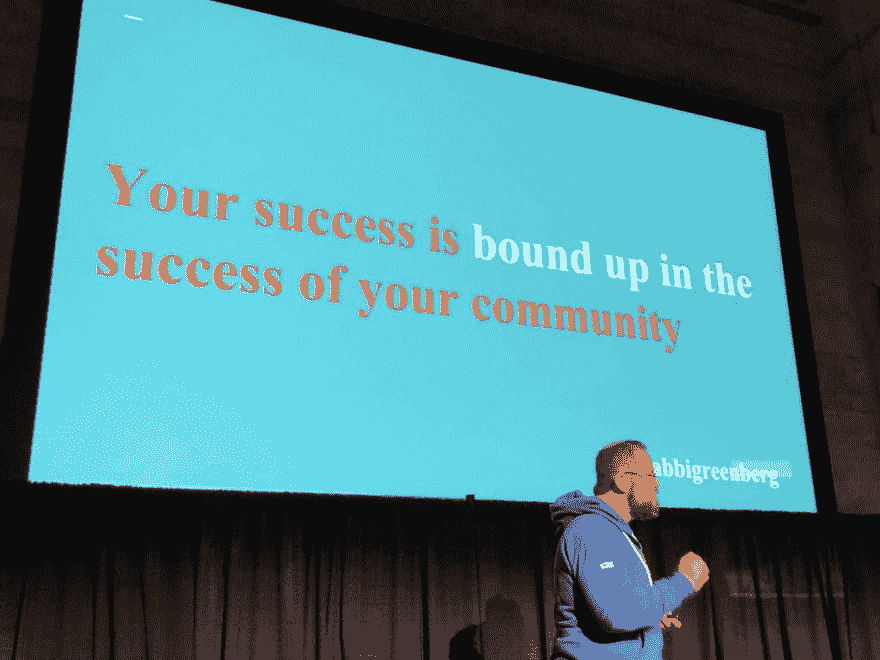 Your success is bound up in the
success of your community
abbigreenberg